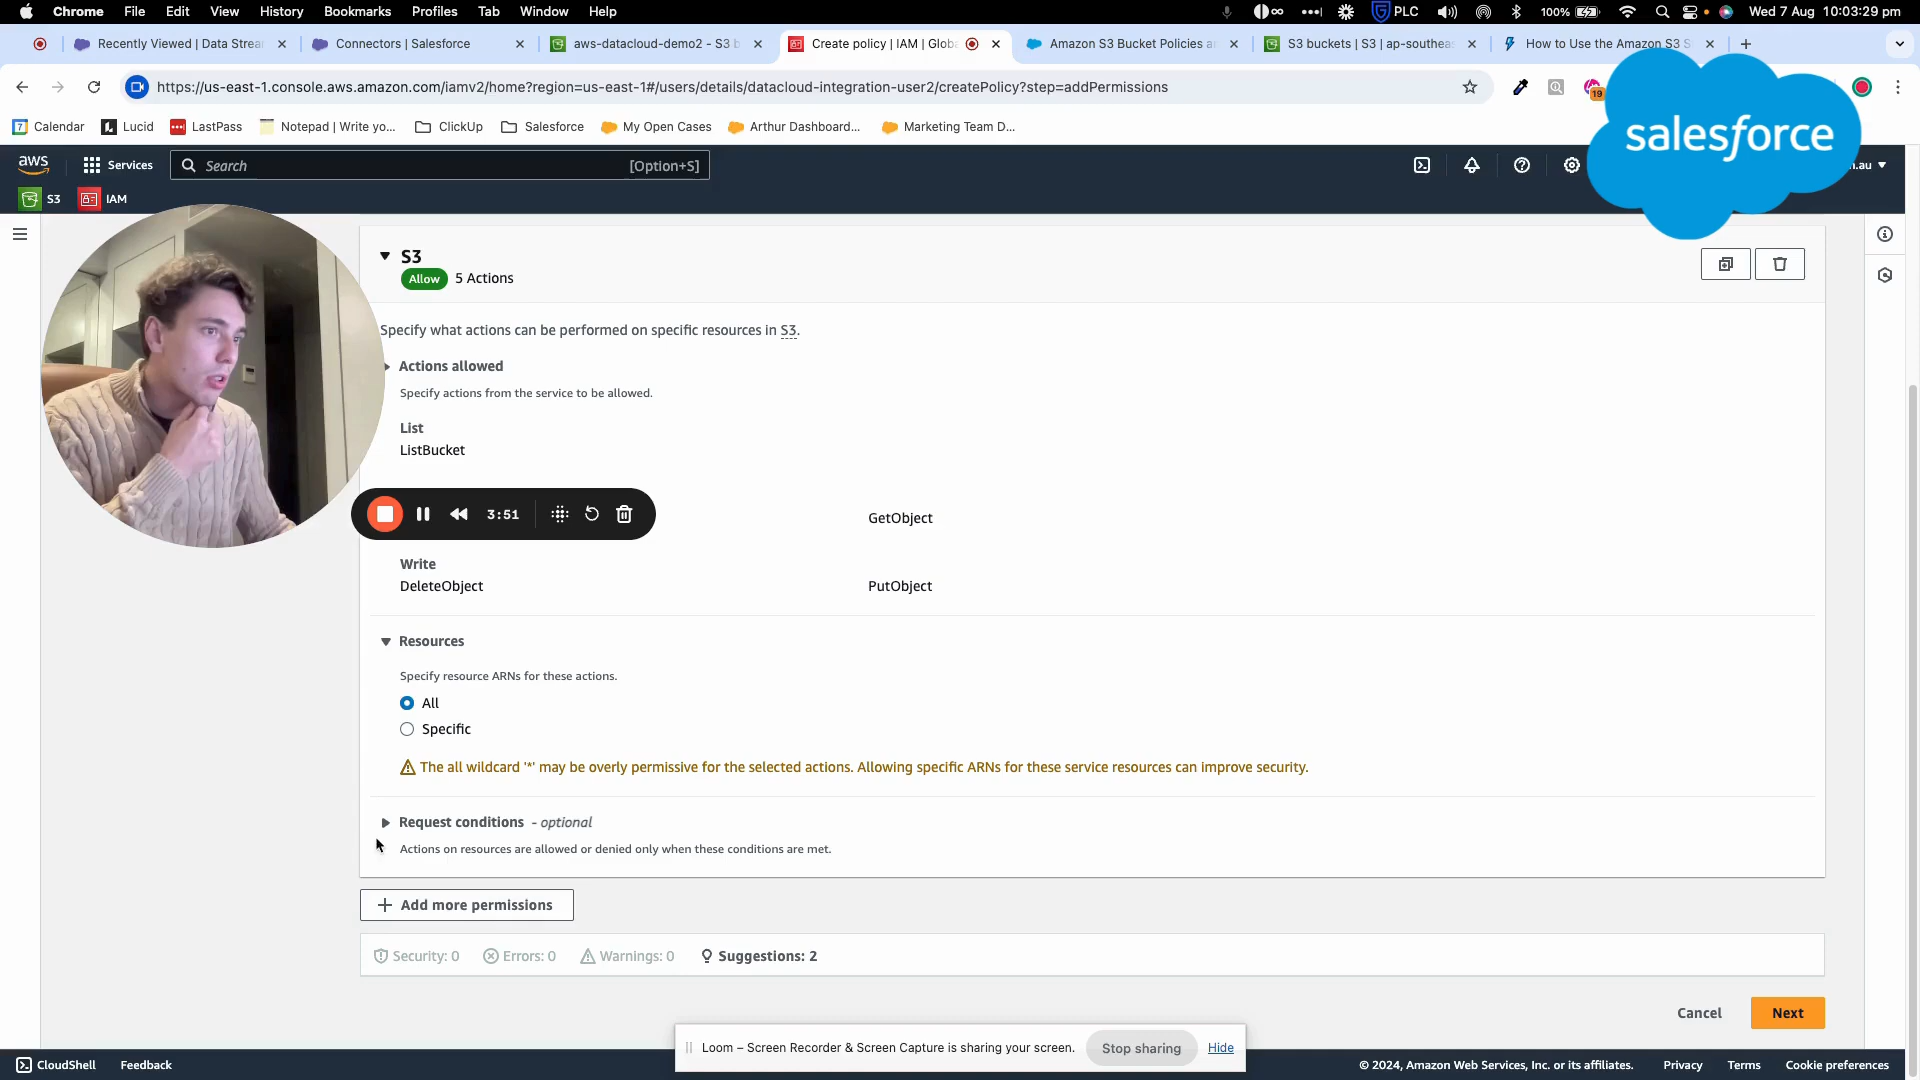 Chrome File Edit View History Bookmarks Profiles Tab Window Help PLC 100% Wed 7 Aug 10:03:29 pm
Recently Viewed | Data Strea Connectors | Salesforce aws-datacloud-demo2 - S3 b Create policy | IAM | Globa Amazon S3 Bucket Policies a S3 buckets | S3 | ap-southeas How to Use the Amazon S3 S
https://us-east-1.console.aws.amazon.com/iamv2/home?region=us-east-1#/users/details/datacloud-integration-user2/createPolicy?step=addPermissions
19
Calendar Lucid LastPass Notepad | Write yo... ClickUp Salesforce My Open Cases Arthur Dashboard... Marketing Team D...
salesforce
aws Services Search [Option+S] n.au
S3 IAM
S3
Allow 5 Actions
Specify what actions can be performed on specific resources in S3.
Actions allowed
Specify actions from the service to be allowed.
List
ListBucket
3:51
GetObject
Write
DeleteObject PutObject
Resources
Specify resource ARNs for these actions.
All
Specific
The all wildcard '*' may be overly permissive for the selected actions. Allowing specific ARNs for these service resources can improve security.
Request conditions - optional
Actions on resources are allowed or denied only when these conditions are met.
Add more permissions
Security: 0 Errors: 0 Warnings: 0 Suggestions: 2
Cancel Next
Loom – Screen Recorder & Screen Capture is sharing your screen. Stop sharing Hide
CloudShell Feedback © 2024, Amazon Web Services, Inc. or its affiliates. Privacy Terms Cookie preferences